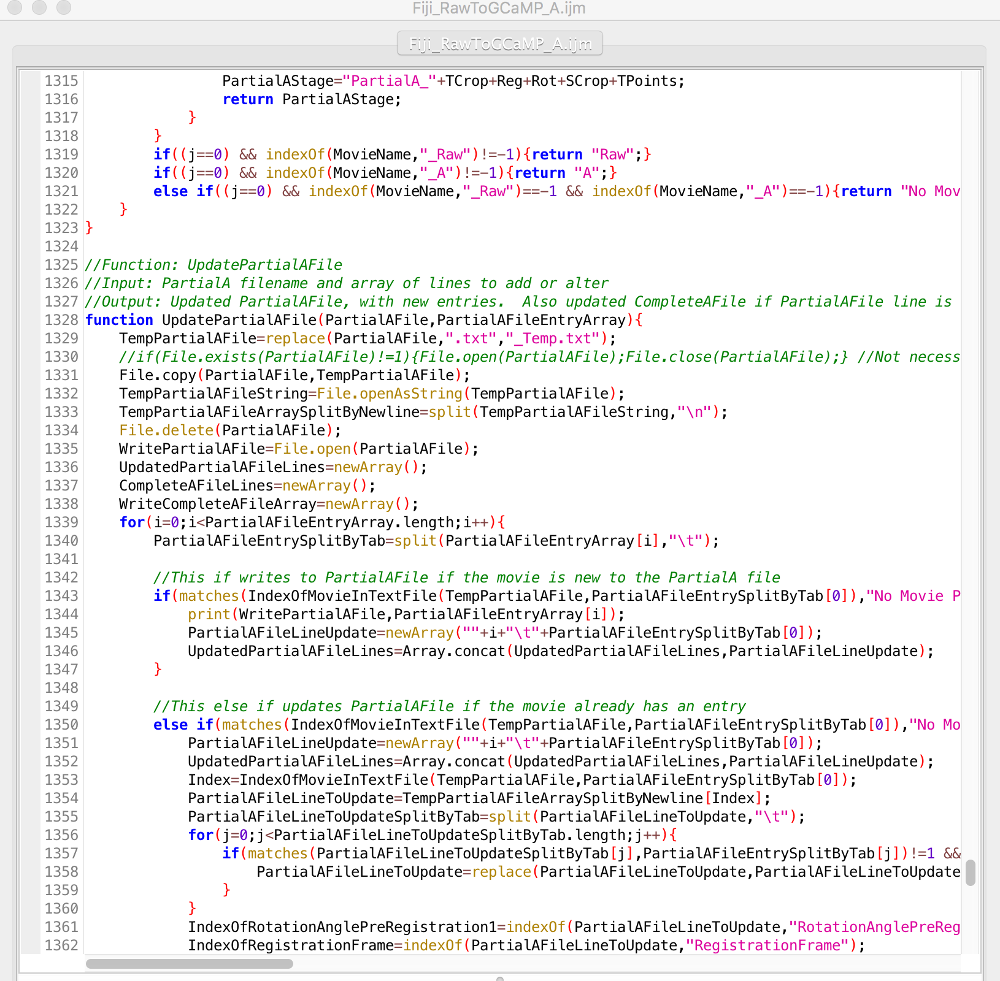 Fiji_RawToGCaMP_A.ijm
Fiji_RawToGCaMP_A.ijm
1315 PartialAStage="PartialA_"+TCrop+Reg+Rot+SCrop+TPoints;
1316 return PartialAStage;
1317 }
1318 }
1319 if((j==0) && indexOf(MovieName,"_Raw")!=-1){return "Raw";}
1320 if((j==0) && indexOf(MovieName,"_A")!=-1){return "A";}
1321 else if((j==0) && indexOf(MovieName,"_Raw")==-1 && indexOf(MovieName,"_A")==-1){return "No Mov
1322 }
1323 }
1324
1325 //Function: UpdatePartialAFile
1326 //Input: PartialA filename and array of lines to add or alter
1327 //Output: Updated PartialAFile, with new entries.  Also updated CompleteAFile if PartialAFile line is
1328 function UpdatePartialAFile(PartialAFile,PartialAFileEntryArray){
1329 TempPartialAFile=replace(PartialAFile,".txt","_Temp.txt");
1330 //if(File.exists(PartialAFile)!=1){File.open(PartialAFile);File.close(PartialAFile);} //Not necess
1331 File.copy(PartialAFile,TempPartialAFile);
1332 TempPartialAFileString=File.openAsString(TempPartialAFile);
1333 TempPartialAFileArraySplitByNewline=split(TempPartialAFileString,"\n");
1334 File.delete(PartialAFile);
1335 WritePartialAFile=File.open(PartialAFile);
1336 UpdatedPartialAFileLines=newArray();
1337 CompleteAFileLines=newArray();
1338 WriteCompleteAFileArray=newArray();
1339 for(i=0;i<PartialAFileEntryArray.length;i++){
1340 PartialAFileEntrySplitByTab=split(PartialAFileEntryArray[i],"\t");
1341
1342 //This if writes to PartialAFile if the movie is new to the PartialA file
1343 if(matches(IndexOfMovieInTextFile(TempPartialAFile,PartialAFileEntrySplitByTab[0]),"No Movie P
1344 print(WritePartialAFile,PartialAFileEntryArray[i]);
1345 PartialAFileLineUpdate=newArray(""+i+"\t"+PartialAFileEntrySplitByTab[0]);
1346 UpdatedPartialAFileLines=Array.concat(UpdatedPartialAFileLines,PartialAFileLineUpdate);
1347 }
1348
1349 //This else if updates PartialAFile if the movie already has an entry
1350 else if(matches(IndexOfMovieInTextFile(TempPartialAFile,PartialAFileEntrySplitByTab[0]),"No Mo
1351 PartialAFileLineUpdate=newArray(""+i+"\t"+PartialAFileEntrySplitByTab[0]);
1352 UpdatedPartialAFileLines=Array.concat(UpdatedPartialAFileLines,PartialAFileLineUpdate);
1353 Index=IndexOfMovieInTextFile(TempPartialAFile,PartialAFileEntrySplitByTab[0]);
1354 PartialAFileLineToUpdate=TempPartialAFileArraySplitByNewline[Index];
1355 PartialAFileLineToUpdateSplitByTab=split(PartialAFileLineToUpdate,"\t");
1356 for(j=0;j<PartialAFileLineToUpdateSplitByTab.length;j++){
1357 if(matches(PartialAFileLineToUpdateSplitByTab[j],PartialAFileEntrySplitByTab[j])!=1 &&
1358 PartialAFileLineToUpdate=replace(PartialAFileLineToUpdate,PartialAFileLineToUpdate
1359 }
1360 }
1361 IndexOfRotationAnglePreRegistration1=indexOf(PartialAFileLineToUpdate,"RotationAnglePreReg
1362 IndexOfRegistrationFrame=indexOf(PartialAFileLineToUpdate,"RegistrationFrame");